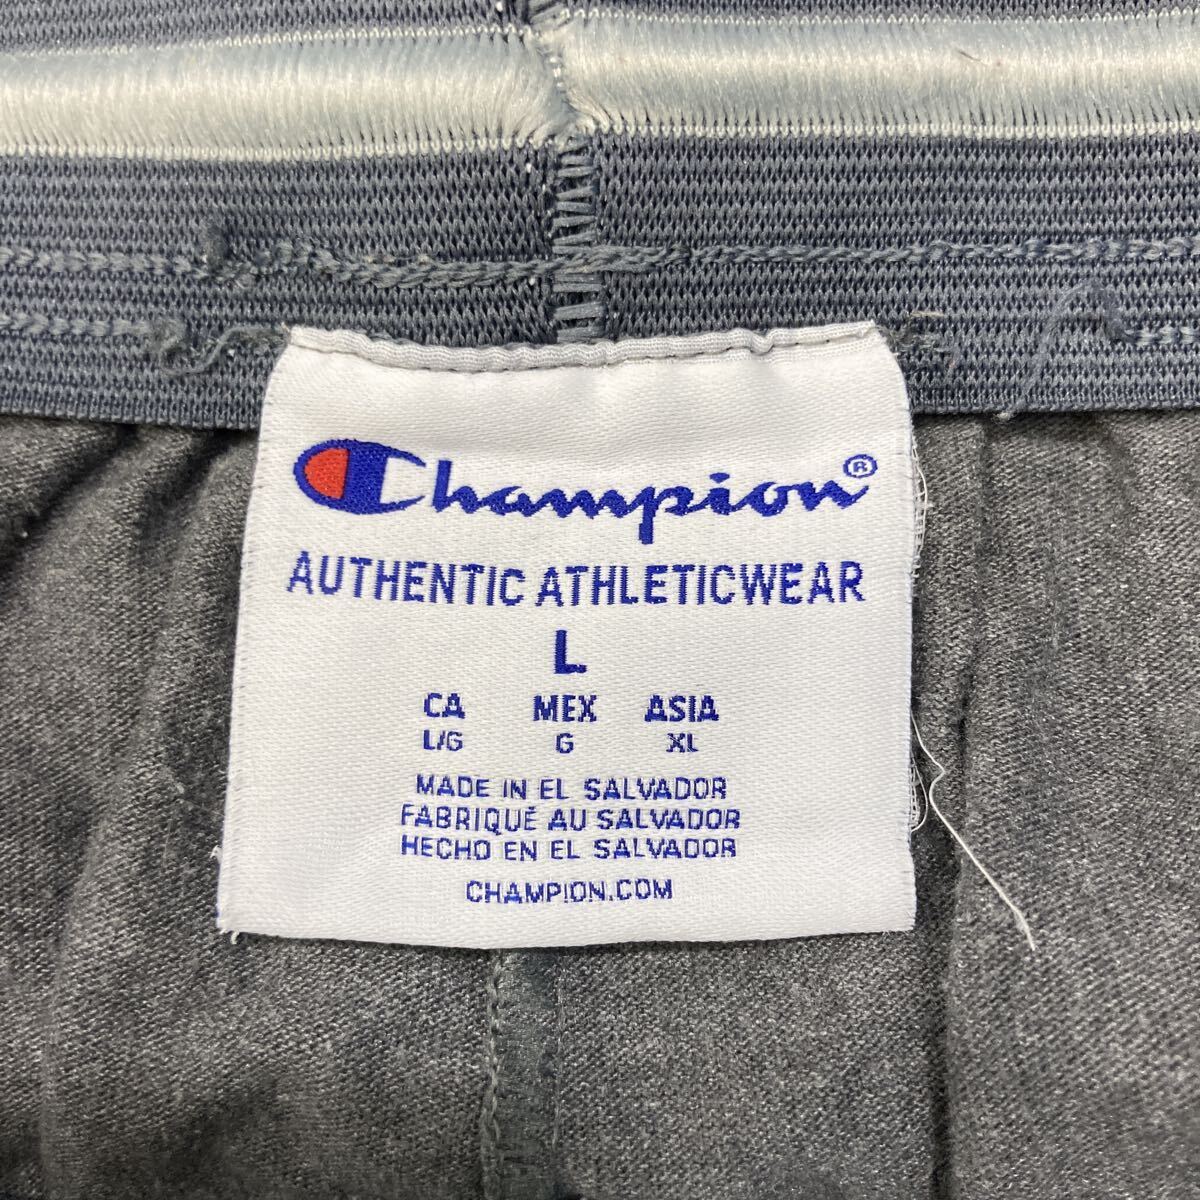 Champion®
AUTHENTIC ATHLETICWEAR
L
CA MEX ASIA
L/G G XL
MADE IN EL SALVADOR
FABRIQUÉ AU SALVADOR
HECHO EN EL SALVADOR
CHAMPION.COM